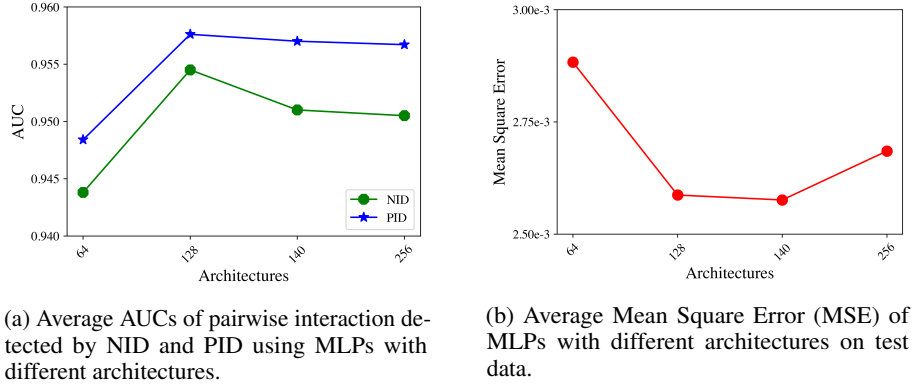 0.960
0.955
0.950
0.945
0.940
AUC
NID
PID
64
128
140
256
Architectures
(a) Average AUCs of pairwise interaction de-
tected by NID and PID using MLPs with
different architectures.
3.00e-3
2.75e-3
2.50e-3
Mean Square Error
64
128
140
256
Architectures
(b) Average Mean Square Error (MSE) of
MLPs with different architectures on test
data.